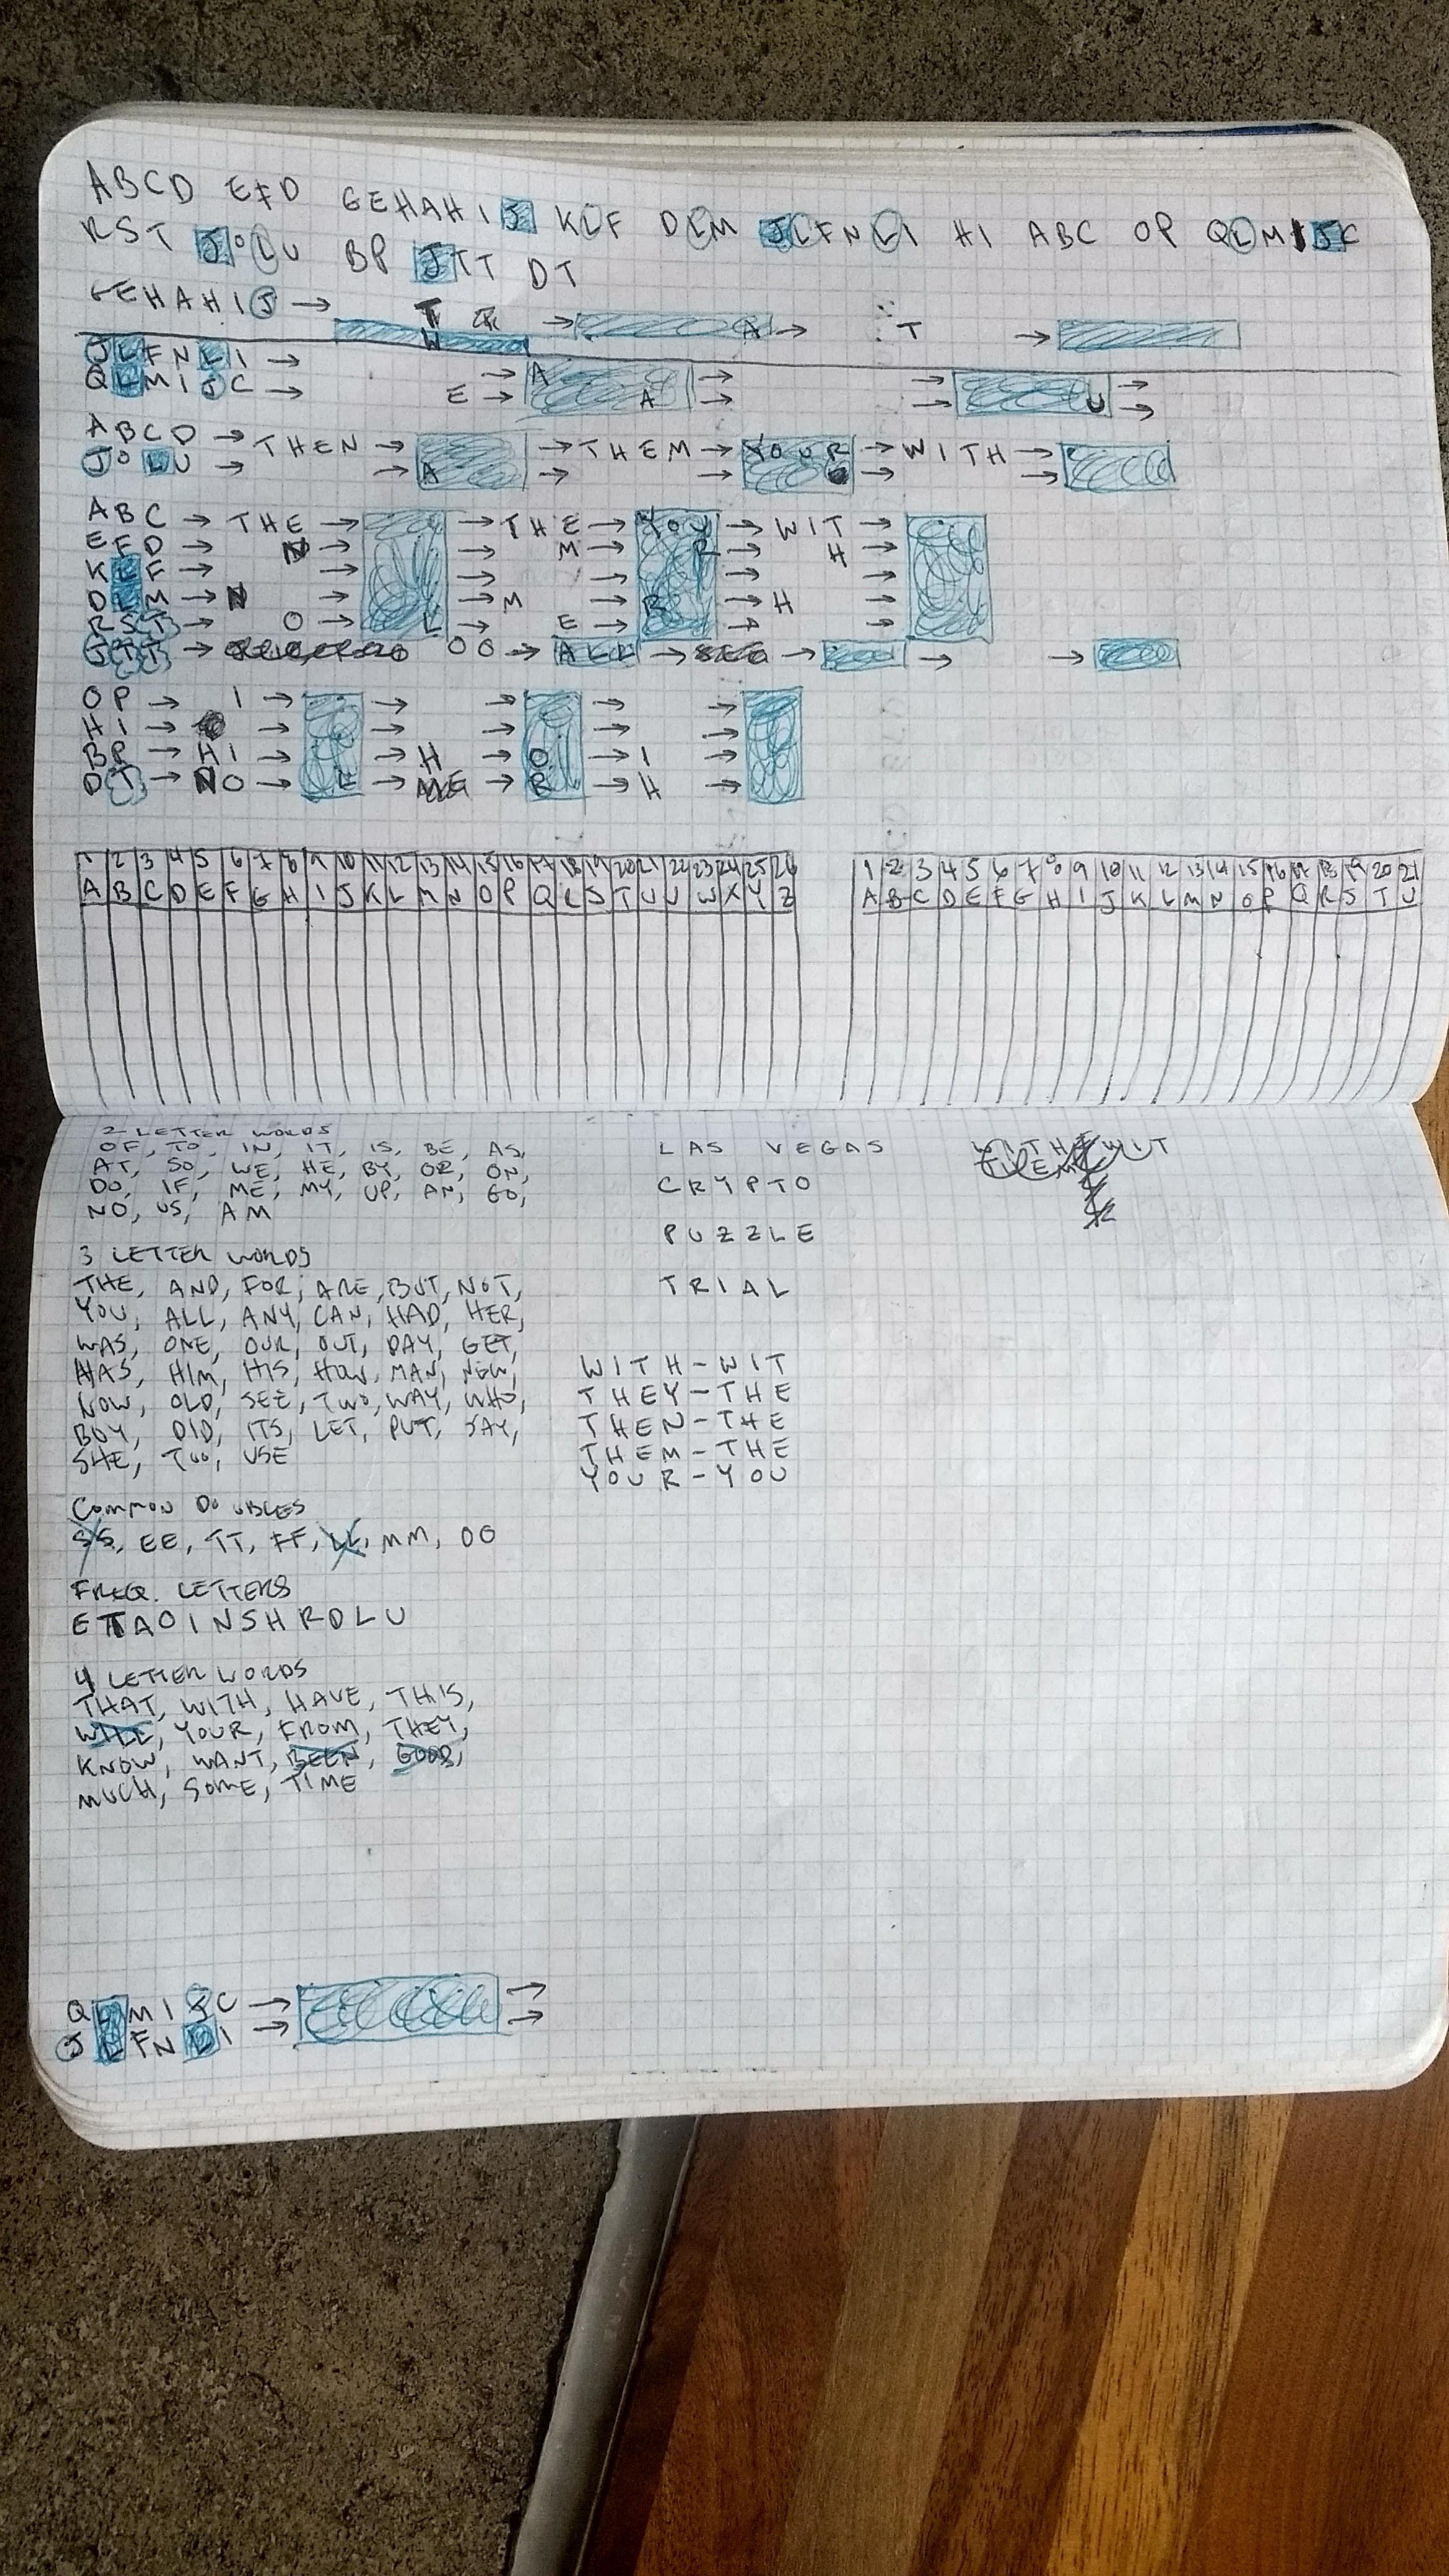 ABCD EFD GEHAHIJ KLF DLM JLFNLI HI ABC OP QLMIJC
RST JOLU BP JTT DT
GEHAHIJ → T → A → T →
W
JLFNLI → → A → →
QLMIJC → E → A → → U →
ABCD → THEN → → THEM → YOUR → WITH →
JOLU → → A → → → →
ABC → THE → → THE → YOU → WIT →
EFD → N → → M → R → H →
KLF → → → → → →
DLM → N → → M → R → H →
RST → O → L → E → → →
JTT → OO → ALL → → → →
OP → I → → → → →
HI → → → → → →
BP → HI → → H → O → I →
DT → NO → L → → R → H →
1 2 3 4 5 6 7 8 9 10 11 12 13 14 15 16 17 18 19 20 21 22 23 24 25 26
A B C D E F G H I J K L M N O P Q S T U W X Y Z
1 2 3 4 5 6 7 8 9 10 11 12 13 14 15 16 17 18 19 20 21
A B C D E F G H I J K L M N O P Q R S T U
2 LETTER WORDS
OF, TO, IN, IT, IS, BE, AS,
AT, SO, WE, HE, BY, OR, ON,
DO, IF, ME, MY, UP, AN, GO,
NO, US, AM
3 LETTER WORDS
THE, AND, FOR, ARE, BUT, NOT,
YOU, ALL, ANY, CAN, HAD, HER,
WAS, ONE, OUR, OUT, DAY, GET,
HAS, HIM, HIS, HOW, MAN, NEW,
NOW, OLD, SEE, TWO, WAY, WHO,
BOY, DID, ITS, LET, PUT, SAY,
SHE, TOO, USE
COMMON DOUBLES
SS, EE, TT, FF, LL, MM, OO
FREQ. LETTERS
ETAOINSHRDLU
4 LETTER WORDS
THAT, WITH, HAVE, THIS,
WILL, YOUR, FROM, THEY,
KNOW, WANT, BEEN, GOOD,
MUCH, SOME, TIME
LAS VEGAS
CRYPTO
PUZZLE
TRIAL
WITH-WIT
THEY-THE
THEN-THE
THEM-THE
YOUR-YOU
QLMIJC → →
JLFNLI → →